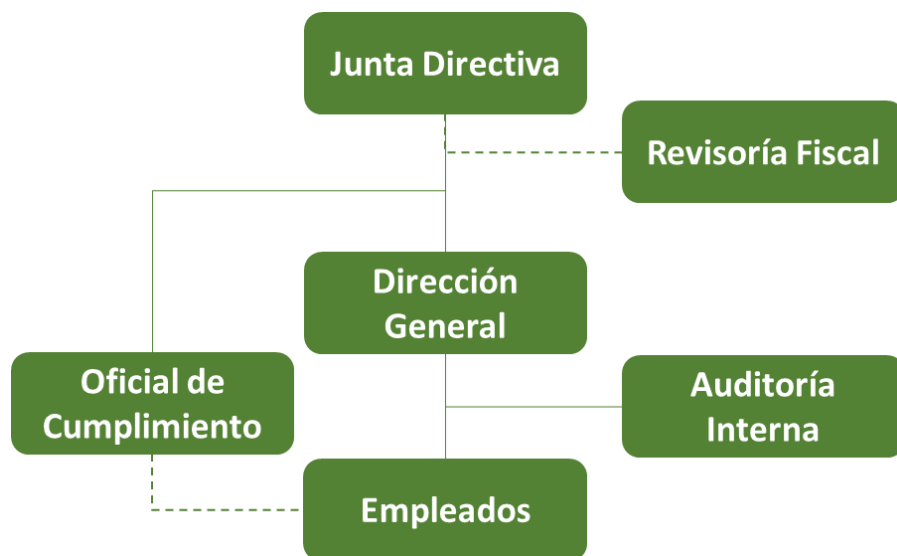 Junta Directiva
Revisoría Fiscal
Dirección
General
Oficial de
Cumplimiento
Auditoría
Interna
Empleados